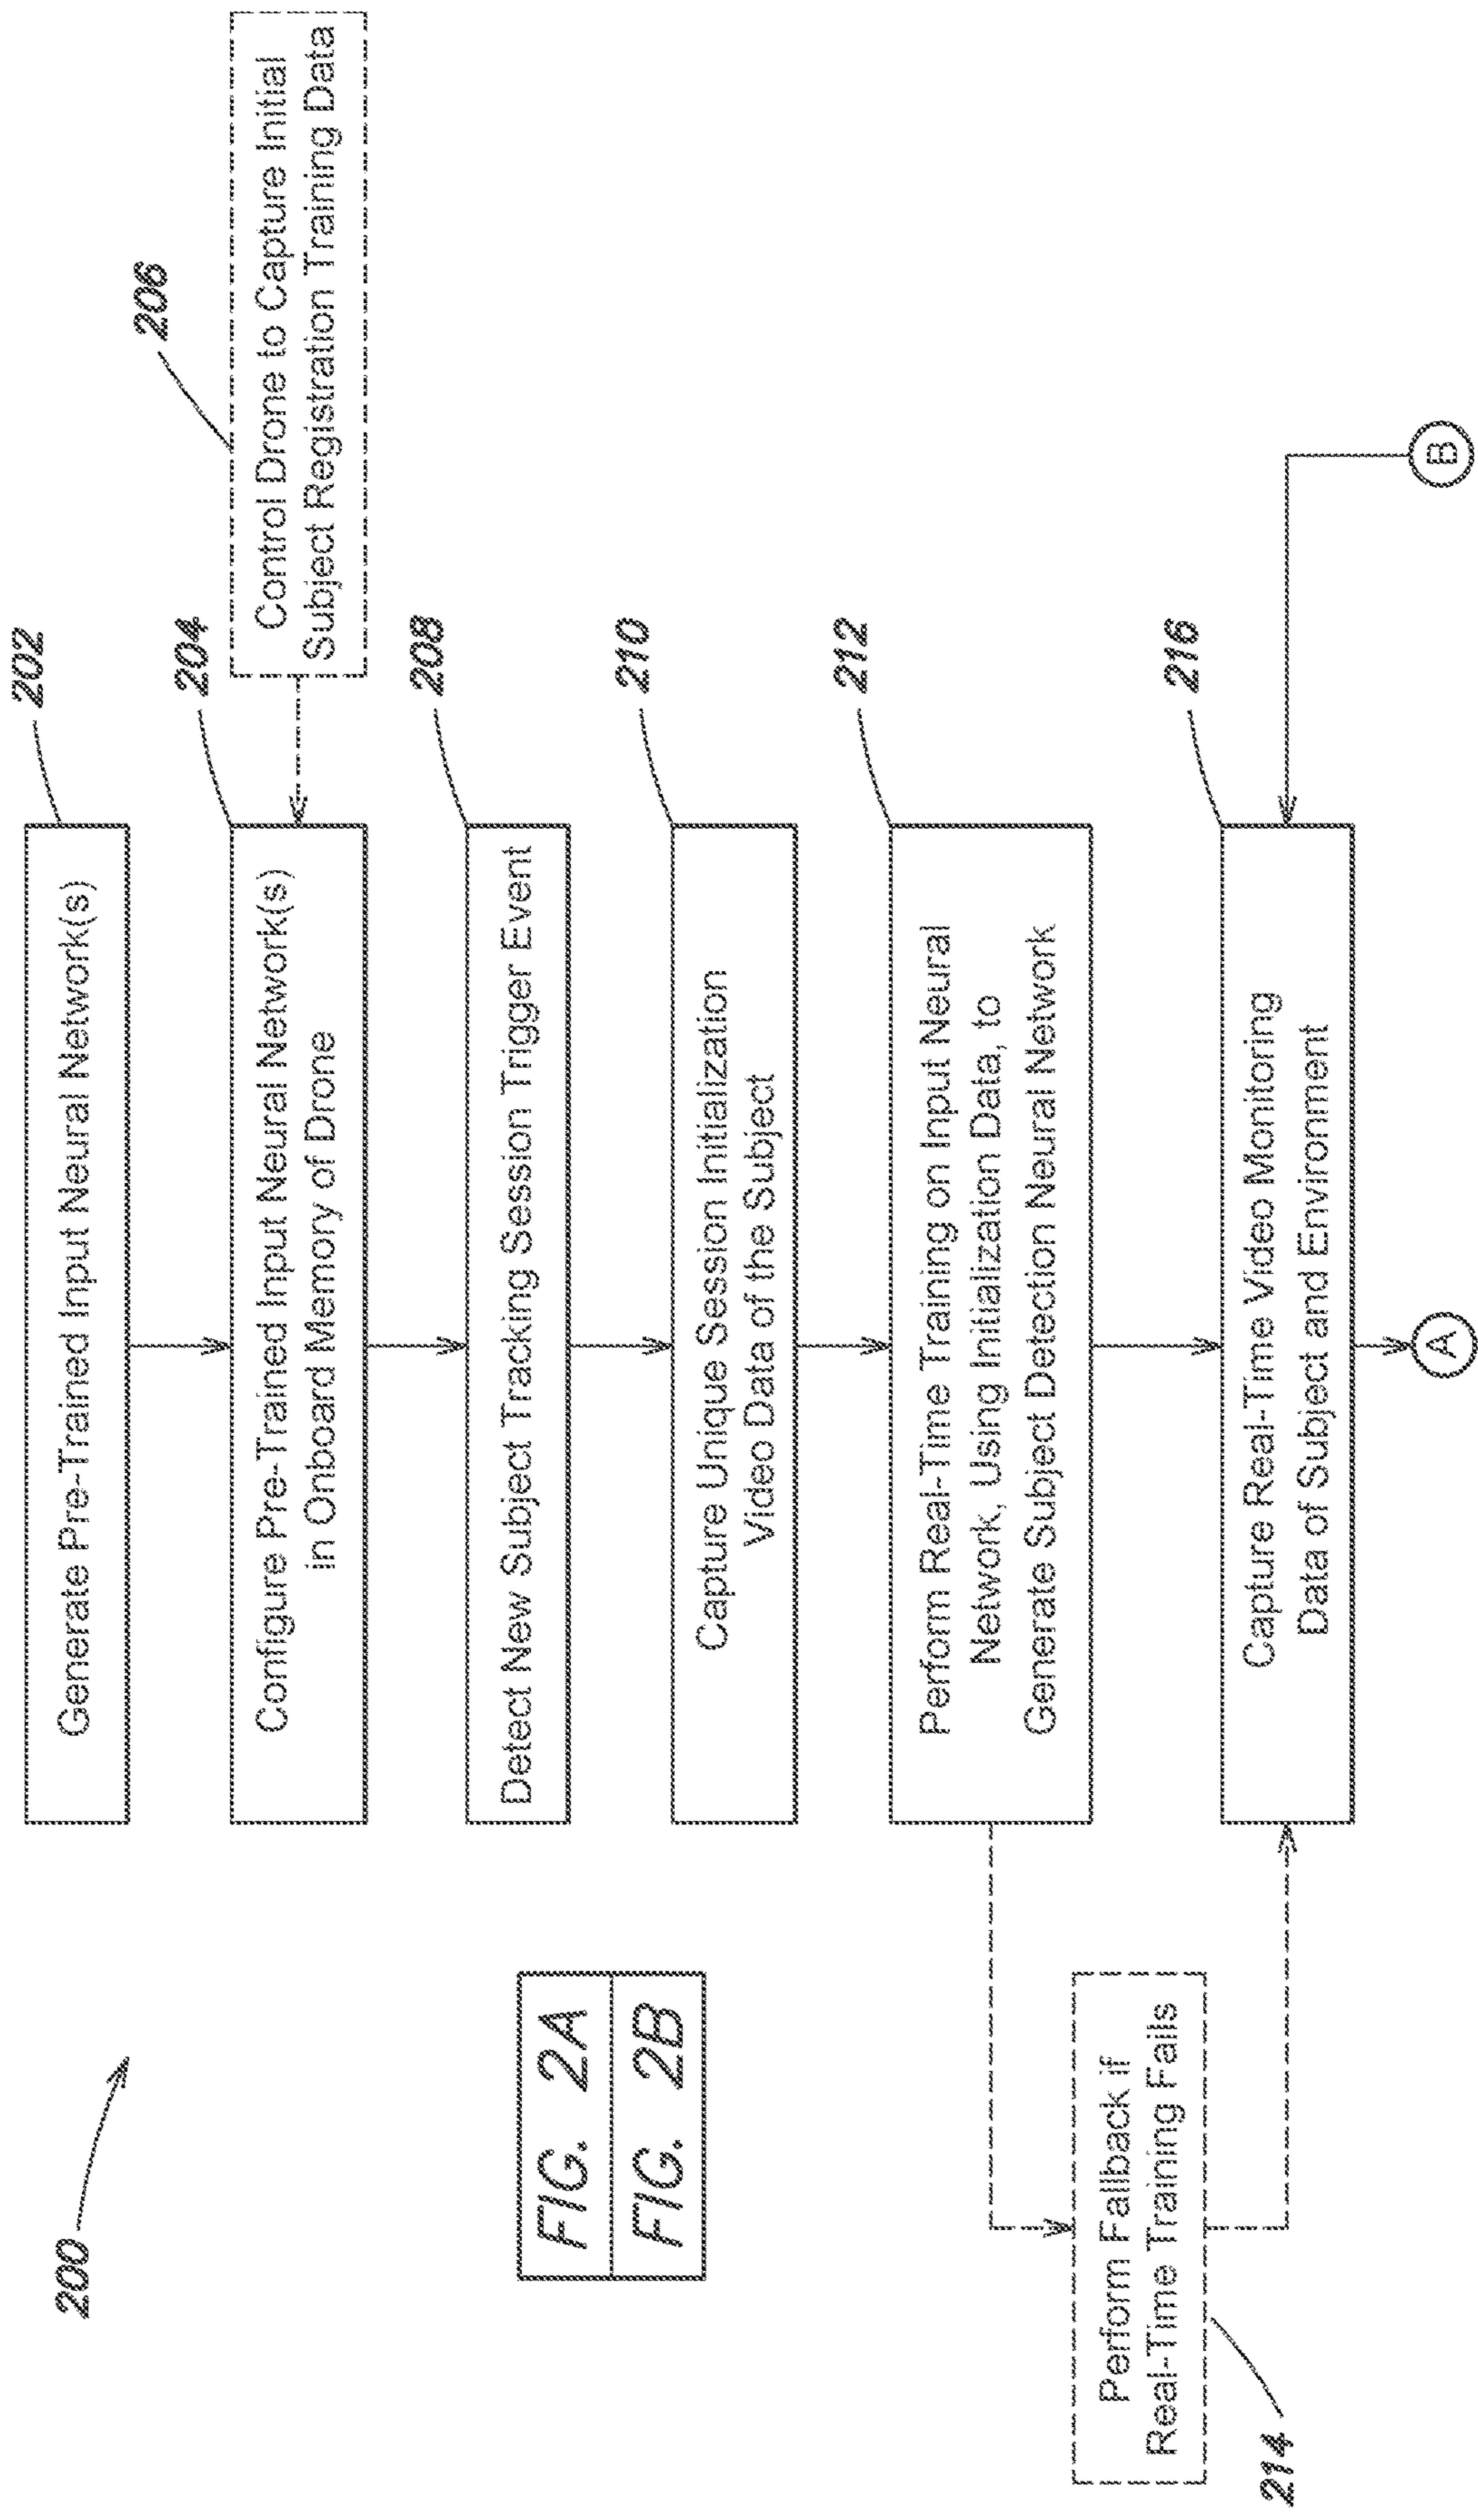 200
202
Generate Pre-Trained Input Neural Network(s)
204
Configure Pre-Trained Input Neural Network(s)
in Onboard Memory of Drone
206
Control Drone to Capture Initial
Subject Registration Training Data
208
Detect New Subject Tracking Session Trigger Event
210
Capture Unique Session Initialization
Video Data of the Subject
212
Perform Real-Time Training on Input Neural
Network, Using Initialization Data, to
Generate Subject Detection Neural Network
Perform Fallback if
Real-Time Training Fails
214
216
Capture Real-Time Video Monitoring
Data of Subject and Environment
A
B
FIG. 2A
FIG. 2B